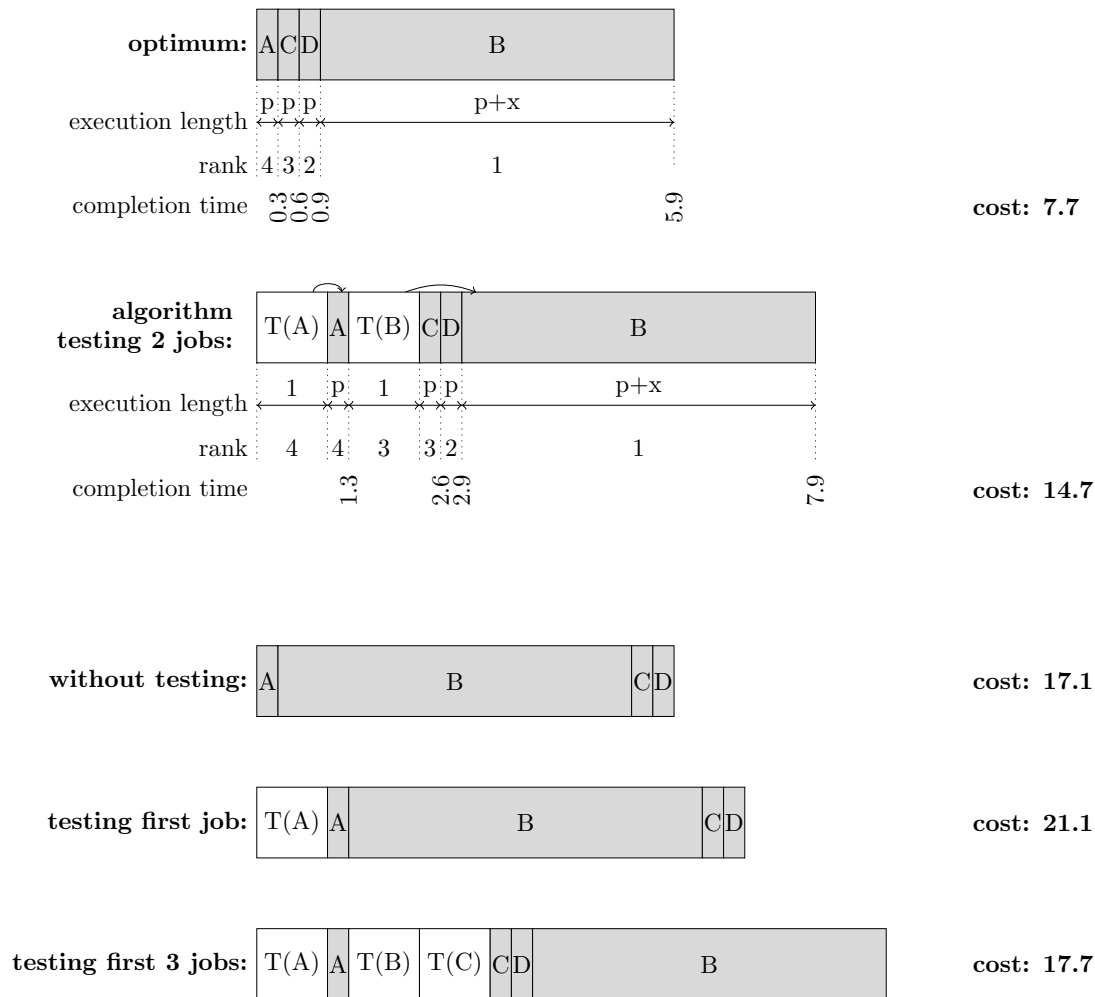 optimum: A C D B
p p p p+x
execution length
rank 4 3 2 1
completion time 0.3 0.6 0.9 5.9 cost: 7.7
algorithm
testing 2 jobs: T(A) A T(B) C D B
1 p 1 p p p+x
execution length
rank 4 4 3 3 2 1
completion time 1.3 2.6 2.9 7.9 cost: 14.7
without testing: A B C D cost: 17.1
testing first job: T(A) A B C D cost: 21.1
testing first 3 jobs: T(A) A T(B) T(C) C D B cost: 17.7